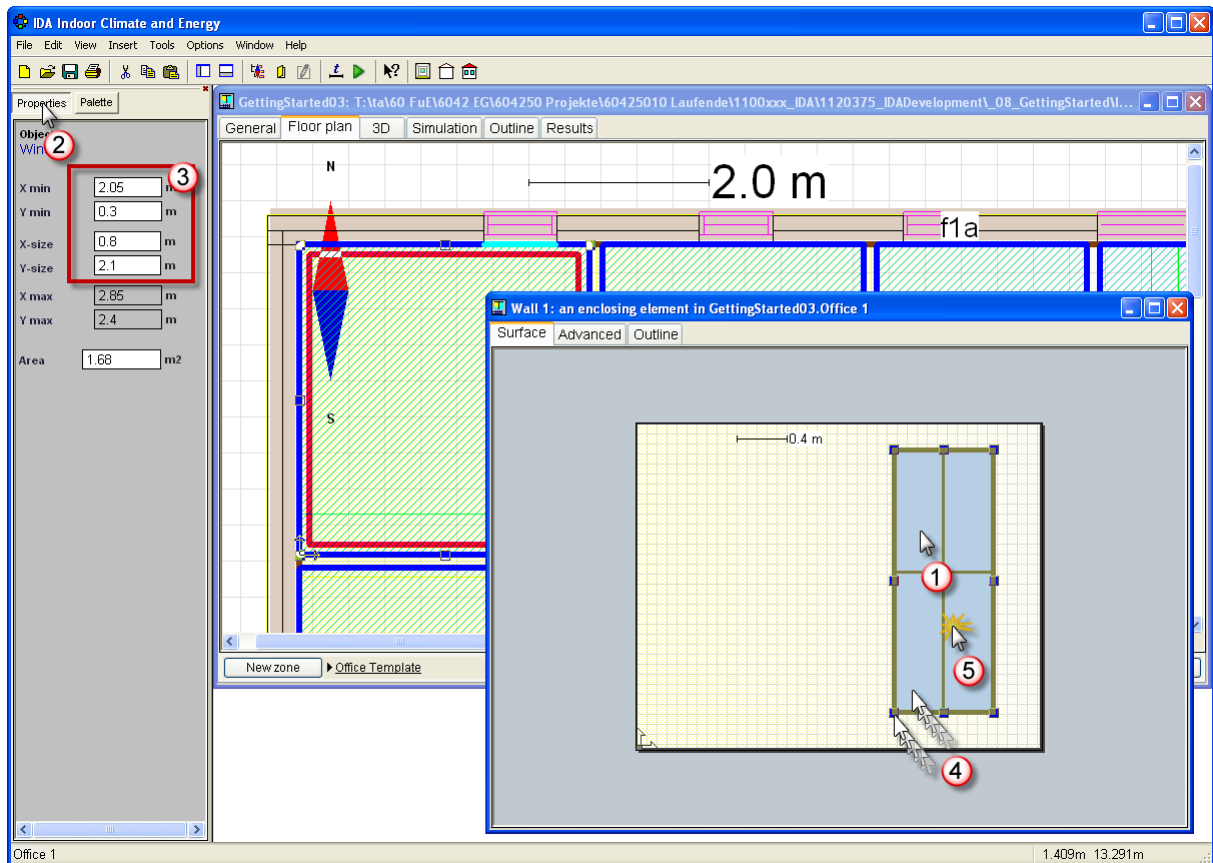 IDA Indoor Climate and Energy
File Edit View Insert Tools Options Window Help
Properties Palette
GettingStarted03: T:\ta\60 FuE\6042 EG\604250 Projekte\60425010 Laufende\1100xxx_IDA\1120375_IDADevelopment\_08_GettingStarted\I...
General Floor plan 3D Simulation Outline Results
2
3
X min 2.05 m
Y min 0.3 m
X-size 0.8 m
Y-size 2.1 m
X max 2.85 m
Y max 2.4 m
Area 1.68 m2
N
2.0 m
f1a
S
Wall 1: an enclosing element in GettingStarted03.Office 1
Surface Advanced Outline
0.4 m
1
5
4
New zone Office Template
Office 1
1.409m 13.291m